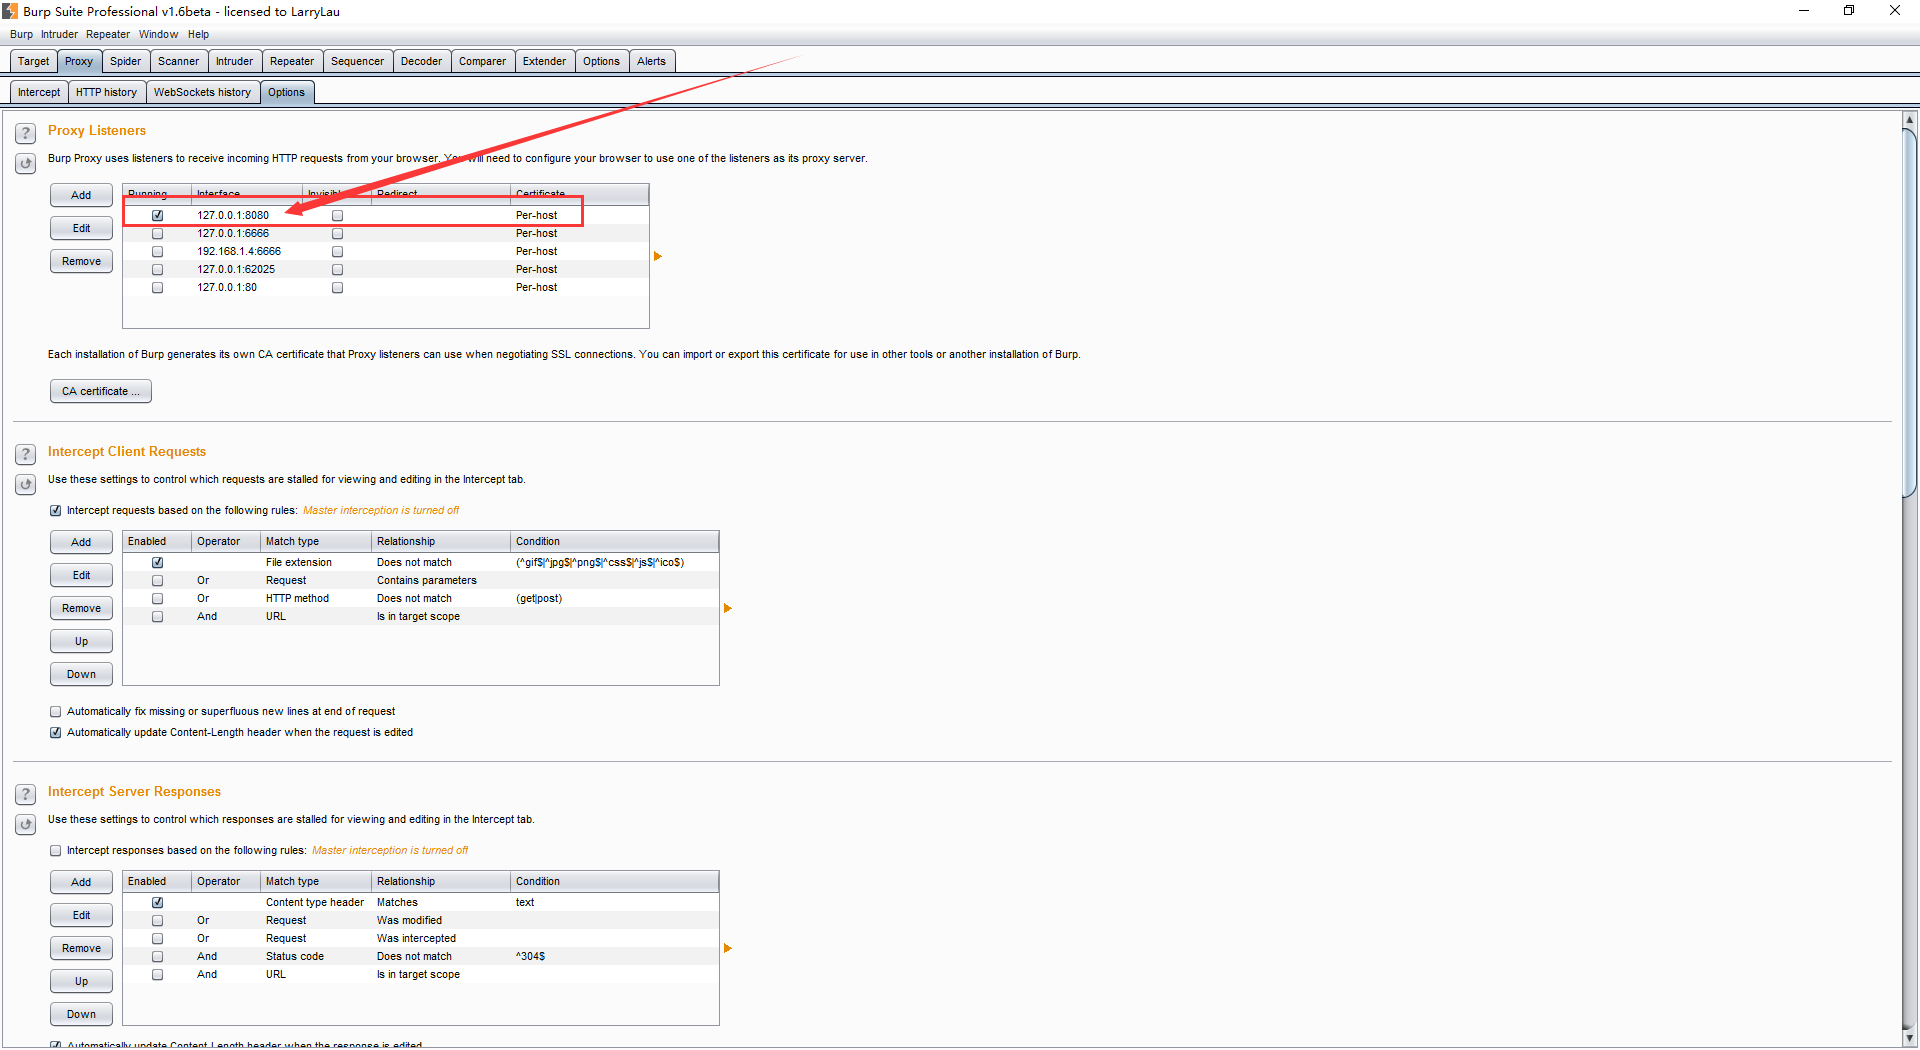 Burp Suite Professional v1.6beta - licensed to LarryLau
Burp Intruder Repeater Window Help
Target Proxy Spider Scanner Intruder Repeater Sequencer Decoder Comparer Extender Options Alerts
Intercept HTTP history WebSockets history Options
? Proxy Listeners
Burp Proxy uses listeners to receive incoming HTTP requests from your browser. You will need to configure your browser to use one of the listeners as its proxy server.
Add Running Interface Invisible Redirect Certificate
127.0.0.1:8080 Per-host
Edit 127.0.0.1:6666 Per-host
192.168.1.4:6666 Per-host
Remove 127.0.0.1:62025 Per-host
127.0.0.1:80 Per-host
Each installation of Burp generates its own CA certificate that Proxy listeners can use when negotiating SSL connections. You can import or export this certificate for use in other tools or another installation of Burp.
CA certificate ...
? Intercept Client Requests
Use these settings to control which requests are stalled for viewing and editing in the Intercept tab.
Intercept requests based on the following rules: Master interception is turned off
Add Enabled Operator Match type Relationship Condition
File extension Does not match (^gif$|^jpg$|^png$|^css$|^js$|^ico$)
Edit Or Request Contains parameters
Or HTTP method Does not match (get|post)
Remove And URL Is in target scope
Up
Down
Automatically fix missing or superfluous new lines at end of request
Automatically update Content-Length header when the request is edited
? Intercept Server Responses
Use these settings to control which responses are stalled for viewing and editing in the Intercept tab.
Intercept responses based on the following rules: Master interception is turned off
Add Enabled Operator Match type Relationship Condition
Content type header Matches text
Edit Or Request Was modified
Or Request Was intercepted
Remove And Status code Does not match ^304$
Up And URL Is in target scope
Down
Automatically update Content-Length header when the response is edited